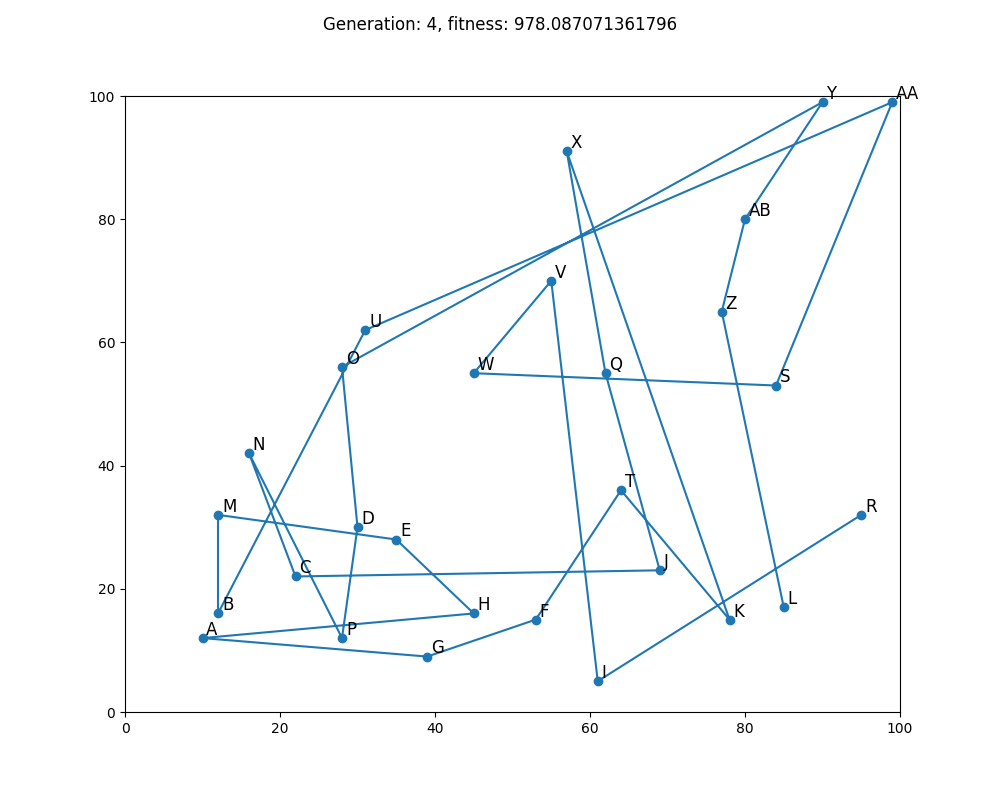 Generation: 4, fitness: 978.087071361796
100
Y
AA
X
AB
80
V
Z
U
60
O
W
Q
S
N
40
T
M
R
D
E
C
J
20
B
H
F
K
L
A
P
G
I
0
0 20 40 60 80 100